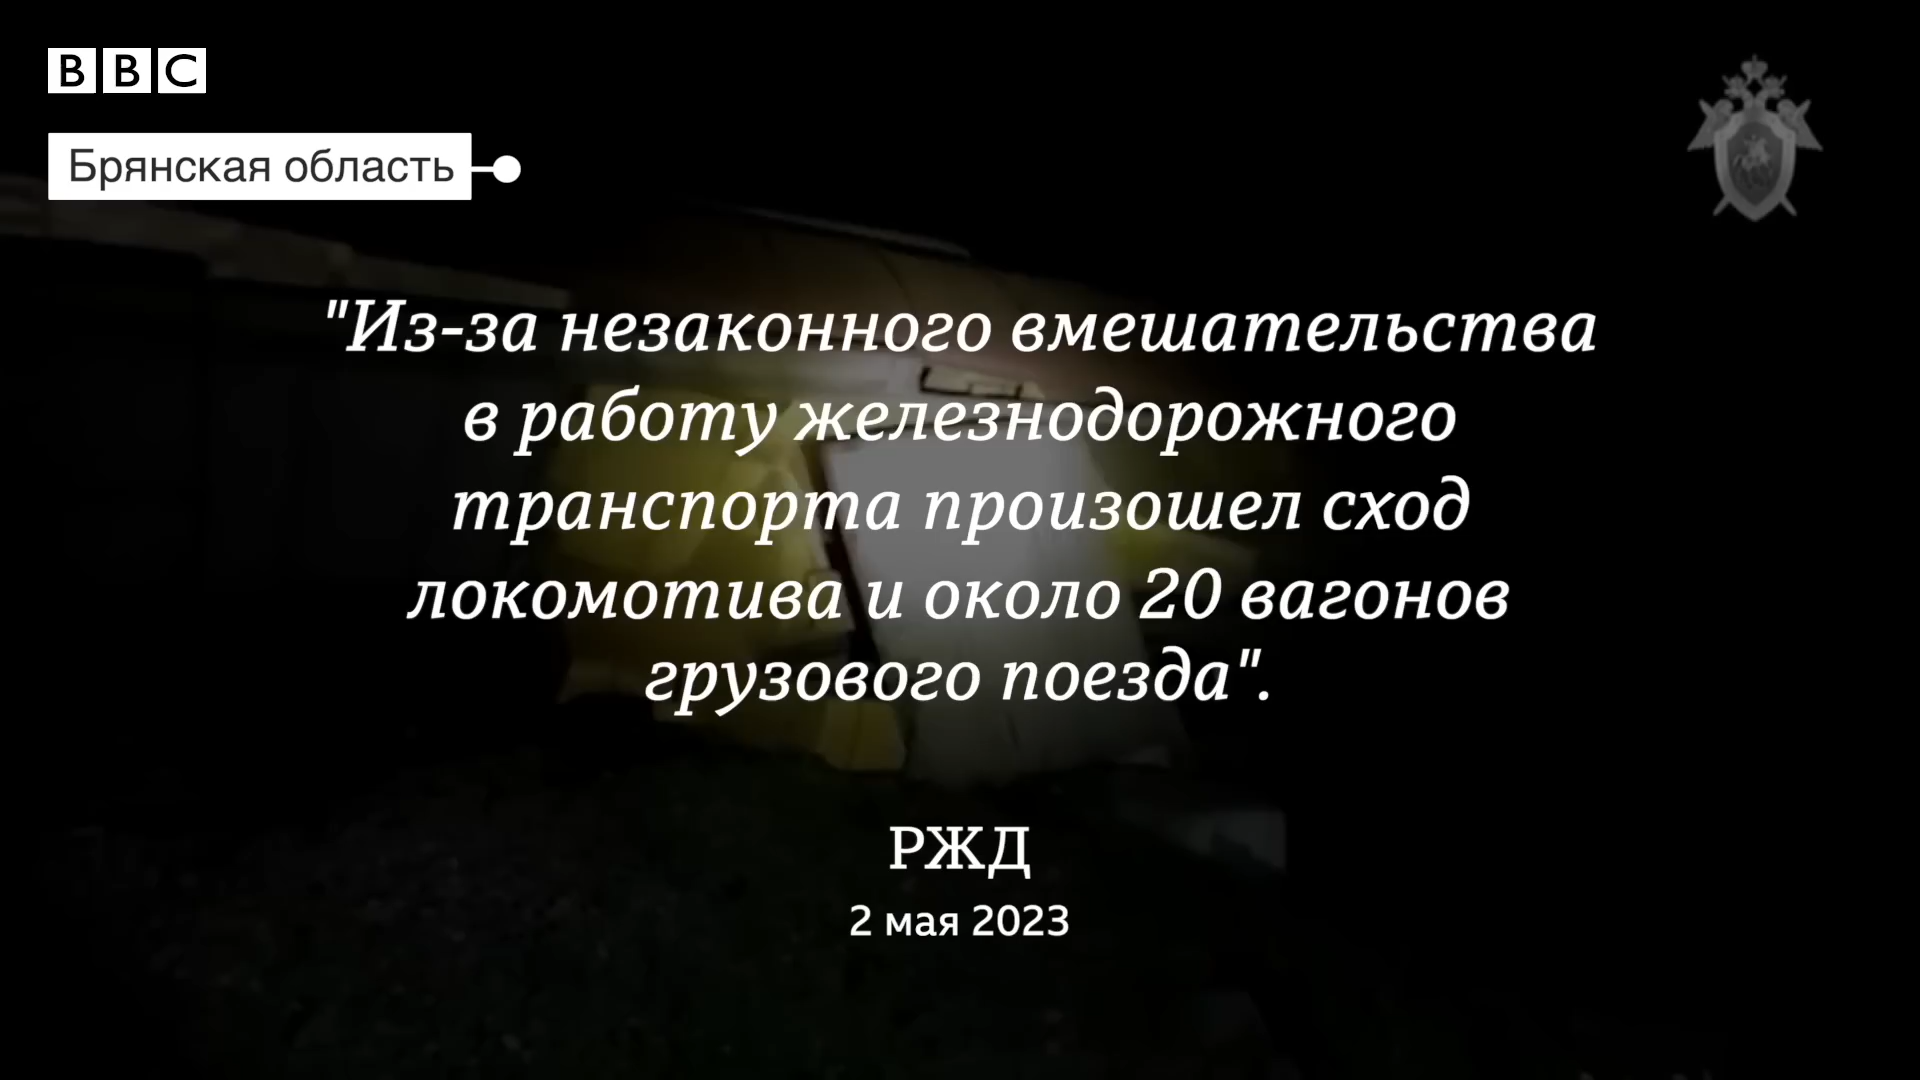 BBC
Брянская область
"Из-за незаконного вмешательства
в работу железнодорожного
транспорта произошел сход
локомотива и около 20 вагонов
грузового поезда".
РЖД
2 мая 2023